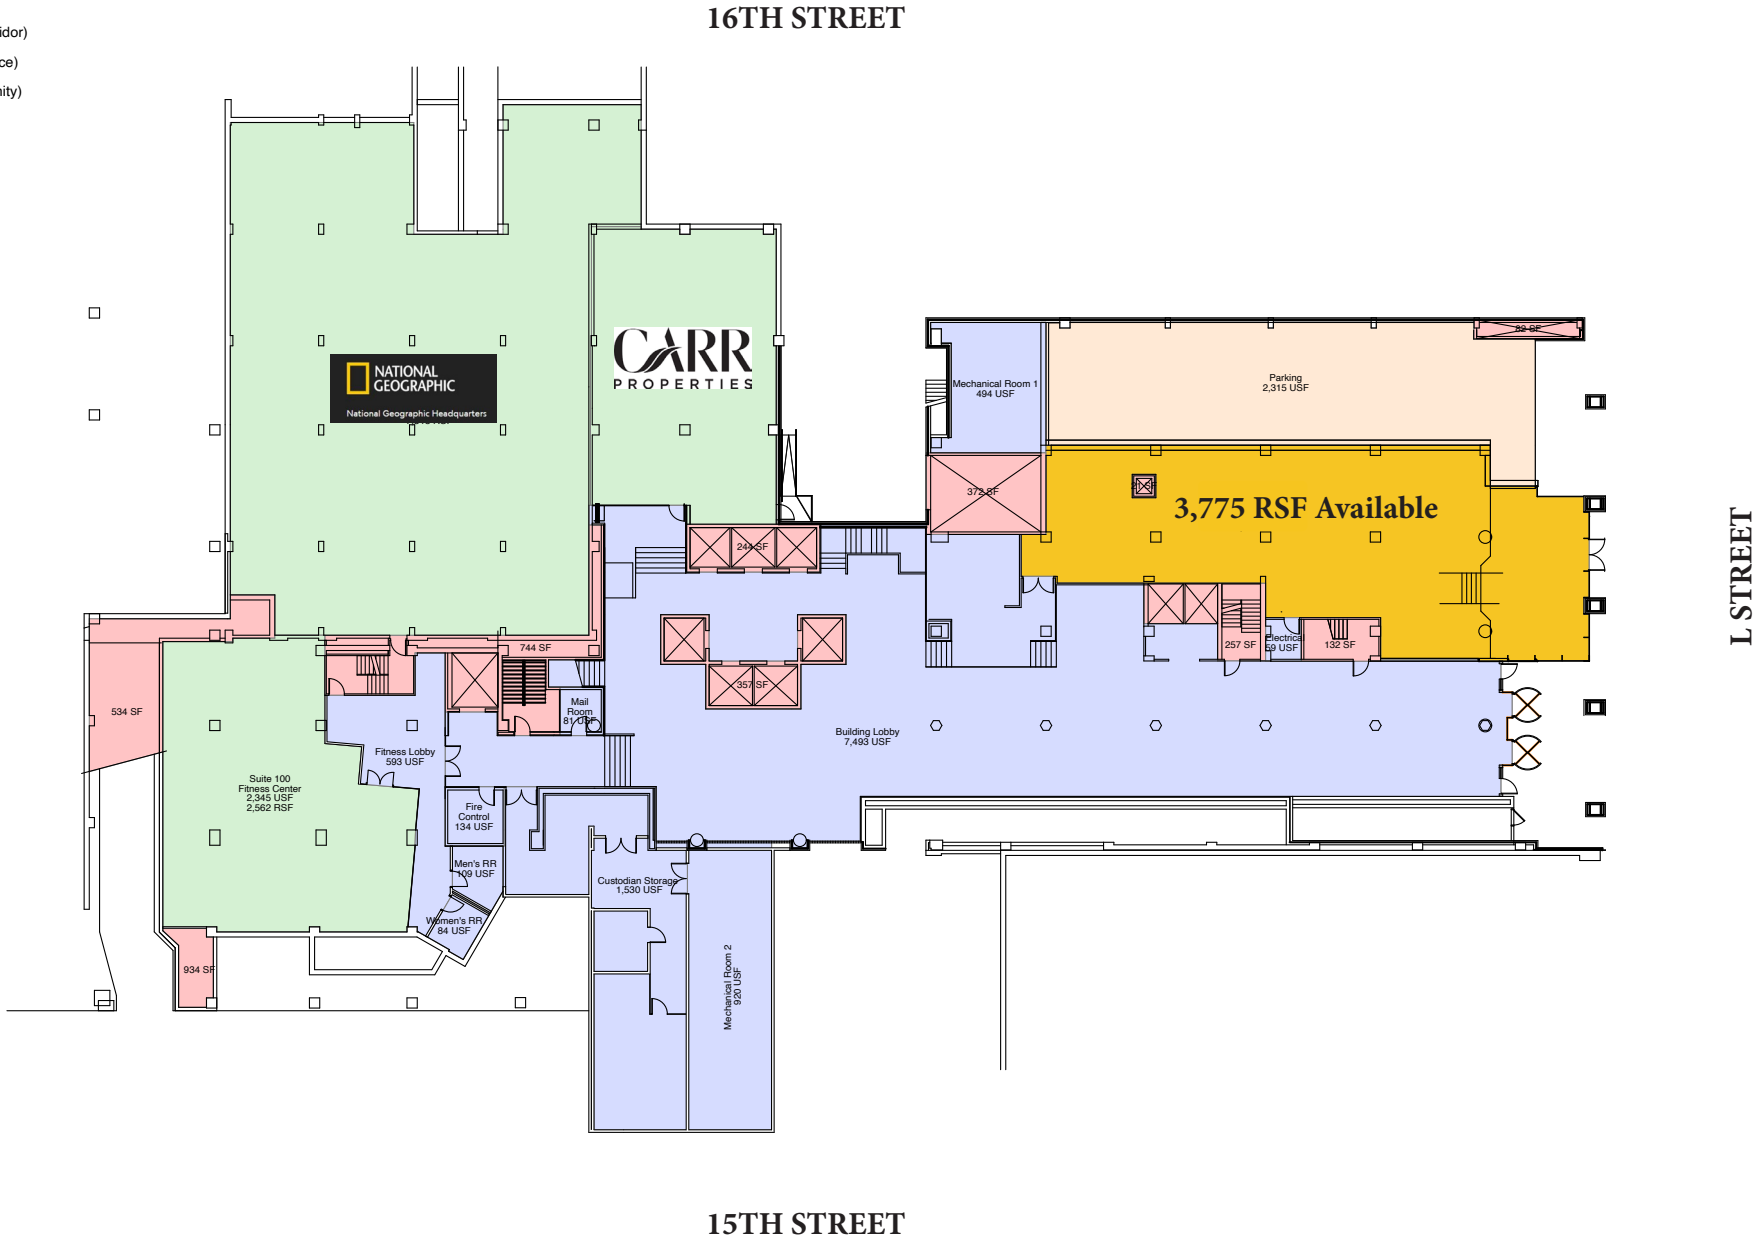 16TH STREET
idor)
ce)
nity)
NATIONAL
GEOGRAPHIC
National Geographic Headquarters
CARR
PROPERTIES
82 SF
Mechanical Room 1
494 USF
Parking
2,315 USF
372 SF
3,775 RSF Available
L STREET
244 SF
744 SF
357 SF
257 SF
Electrical
59 USF
132 SF
534 SF
Mail
Room
81 USF
Building Lobby
7,493 USF
Fitness Lobby
593 USF
Suite 100
Fitness Center
2,345 USF
2,562 RSF
Fire
Control
134 USF
Men's RR
109 USF
Women's RR
84 USF
Custodian Storage
1,530 USF
934 SF
Mechanical Room 2
920 USF
15TH STREET